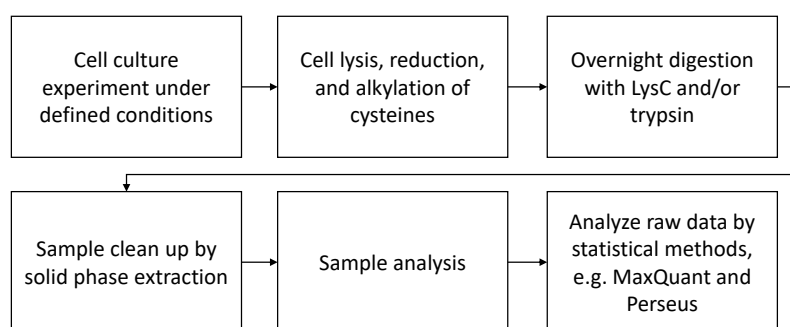 Cell culture
experiment under
defined conditions
Cell lysis, reduction,
and alkylation of
cysteines
Overnight digestion
with LysC and/or
trypsin
Sample clean up by
solid phase extraction
Sample analysis
Analyze raw data by
statistical methods,
e.g. MaxQuant and
Perseus